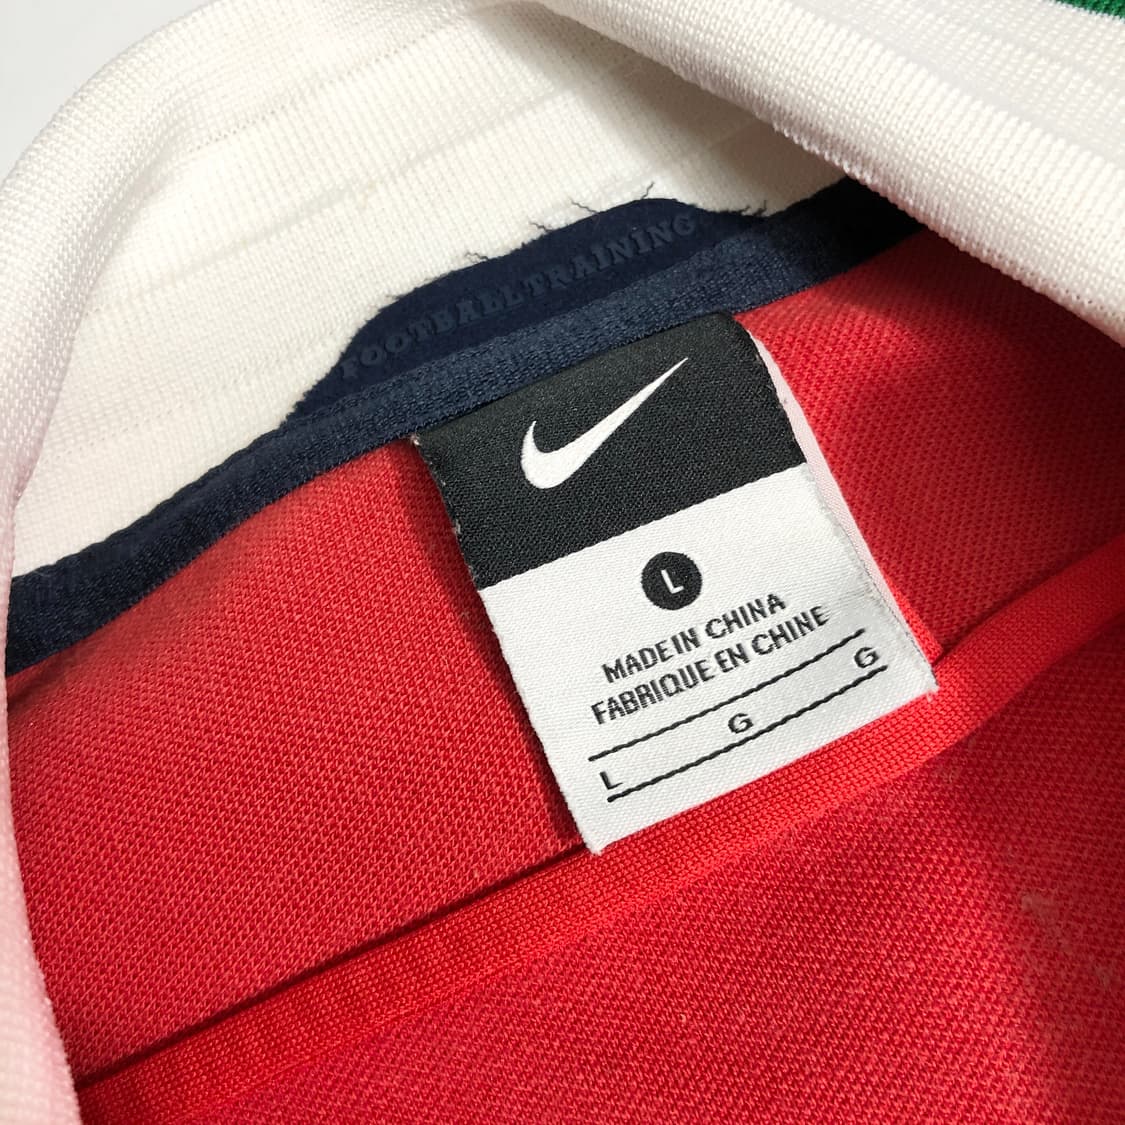 FOOTBALL TRAINING
L
MADE IN CHINA
FABRIQUE EN CHINE
L G G